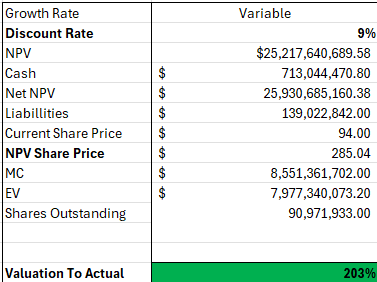 Growth Rate Variable
Discount Rate 9%
NPV $25,217,640,689.58
Cash $ 713,044,470.80
Net NPV $ 25,930,685,160.38
Liabillities $ 139,022,842.00
Current Share Price $ 94.00
NPV Share Price $ 285.04
MC $ 8,551,361,702.00
EV $ 7,977,340,073.20
Shares Outstanding 90,971,933.00
Valuation To Actual 203%